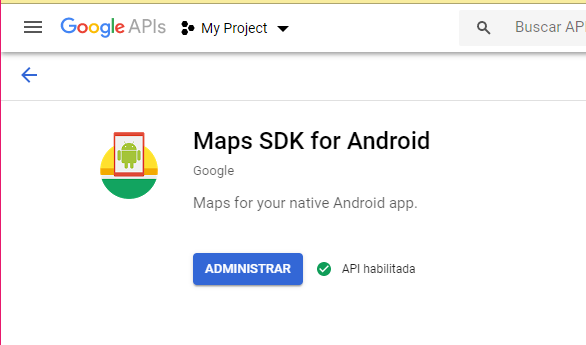 Google APIs My Project Buscar API
Maps SDK for Android
Google
Maps for your native Android app.
ADMINISTRAR API habilitada